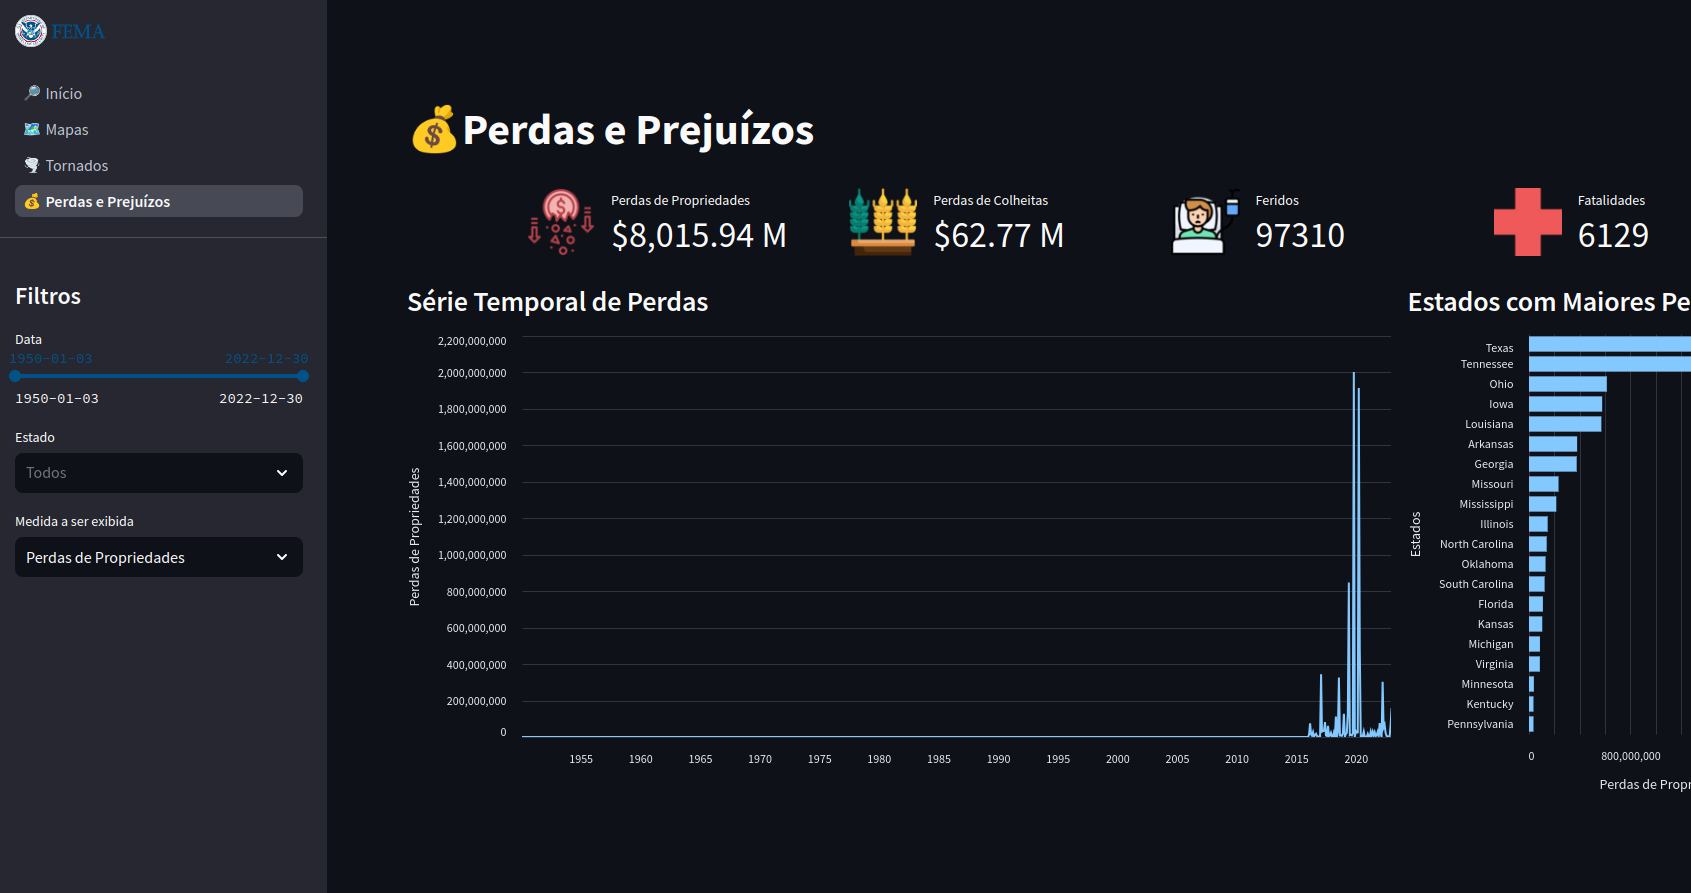 FEMA
🔎 Início
🗺️ Mapas
🌪️ Tornados
💰 Perdas e Prejuízos
Filtros
Data
1950-01-03 2022-12-30
1950-01-03 2022-12-30
Estado
Todos
Medida a ser exibida
Perdas de Propriedades
💰Perdas e Prejuízos
Perdas de Propriedades
$8,015.94 M
Perdas de Colheitas
$62.77 M
Feridos
97310
Fatalidades
6129
Série Temporal de Perdas
Perdas de Propriedades
2,200,000,000
2,000,000,000
1,800,000,000
1,600,000,000
1,400,000,000
1,200,000,000
1,000,000,000
800,000,000
600,000,000
400,000,000
200,000,000
0
1955 1960 1965 1970 1975 1980 1985 1990 1995 2000 2005 2010 2015 2020
Estados com Maiores Pe
Estados
Texas
Tennessee
Ohio
Iowa
Louisiana
Arkansas
Georgia
Missouri
Mississippi
Illinois
North Carolina
Oklahoma
South Carolina
Florida
Kansas
Michigan
Virginia
Minnesota
Kentucky
Pennsylvania
0 800,000,000
Perdas de Propr